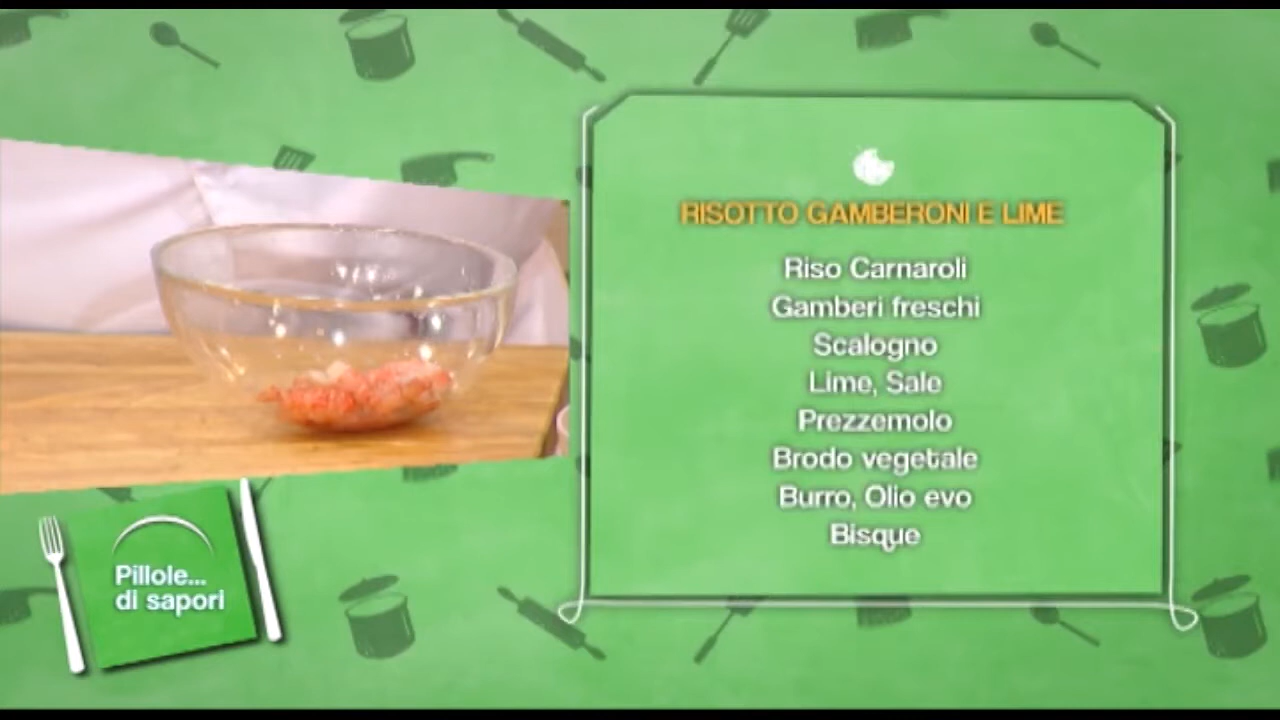 RISOTTO GAMBERONI E LIME
Riso Carnaroli
Gamberi freschi
Scalogno
Lime, Sale
Prezzemolo
Brodo vegetale
Burro, Olio evo
Bisque
Pillole...
di sapori